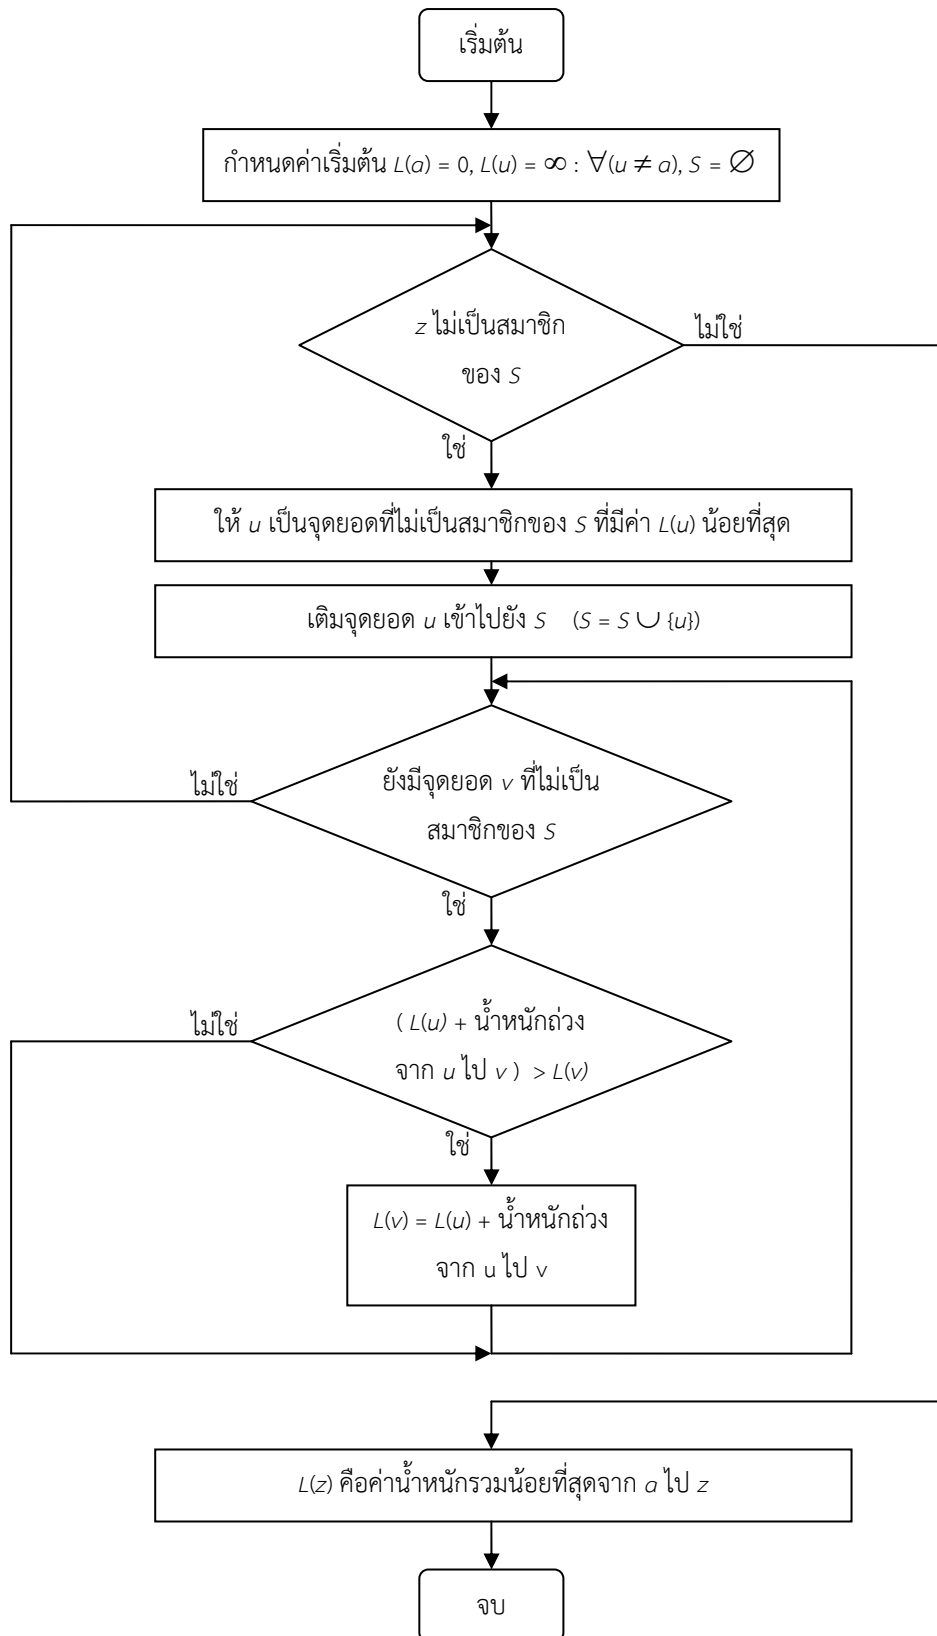 เริ่มต้น
กำหนดค่าเริ่มต้น L(a) = 0, L(u) = ∞ : ∀(u ≠ a), S = ∅
z ไม่เป็นสมาชิก
ของ S
ไม่ใช่
ใช่
ให้ u เป็นจุดยอดที่ไม่เป็นสมาชิกของ S ที่มีค่า L(u) น้อยที่สุด
เติมจุดยอด u เข้าไปยัง S (S = S ∪ {u})
ไม่ใช่
ยังมีจุดยอด v ที่ไม่เป็น
สมาชิกของ S
ใช่
ไม่ใช่
( L(u) + น้ำหนักถ่วง
จาก u ไป v ) > L(v)
ใช่
L(v) = L(u) + น้ำหนักถ่วง
จาก u ไป v
L(z) คือค่าน้ำหนักรวมน้อยที่สุดจาก a ไป z
จบ